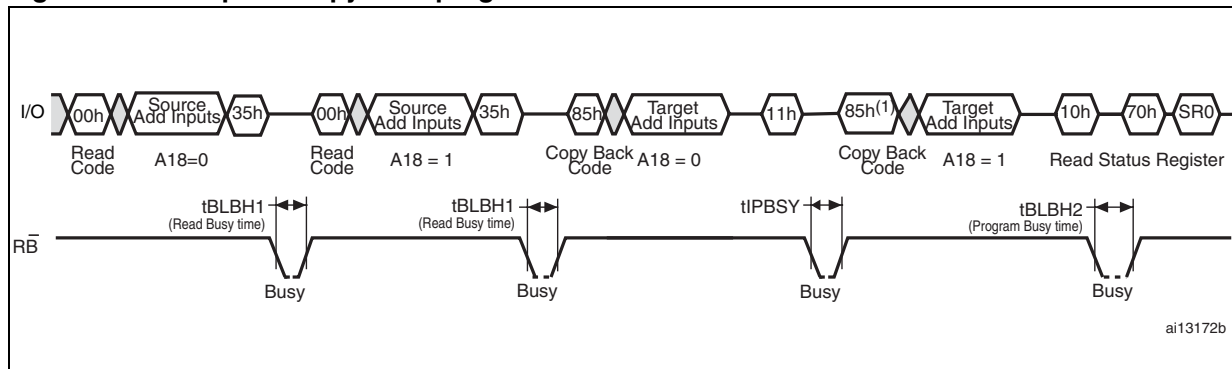 I/O 00h Source Add Inputs 35h 00h Source Add Inputs 35h 85h Target Add Inputs 11h 85h(1) Target Add Inputs 10h 70h SR0
Read Code A18=0 Read Code A18 = 1 Copy Back Code A18 = 0 Copy Back Code A18 = 1 Read Status Register
tBLBH1 tBLBH1 tIPBSY tBLBH2
(Read Busy time) (Read Busy time) (Program Busy time)
RB̅
Busy Busy Busy Busy
ai13172b